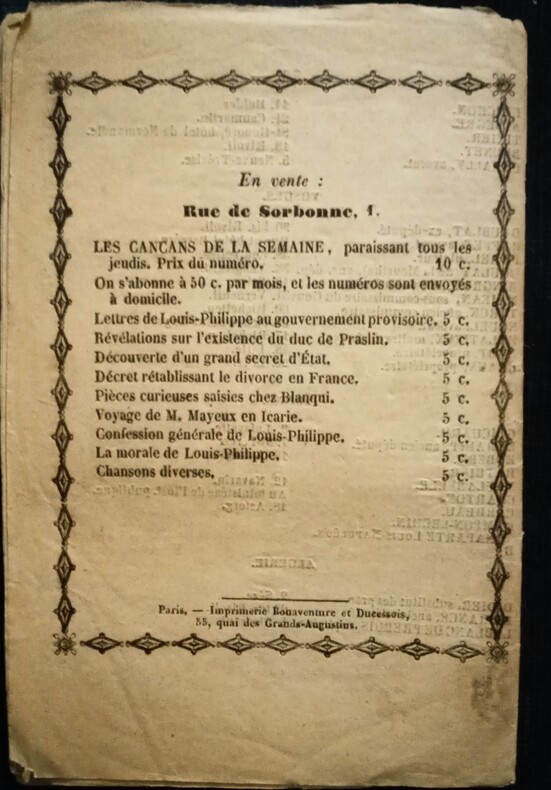 En vente :
Rue de Sorbonne, 1.
LES CANCANS DE LA SEMAINE, paraissant tous les
jeudis. Prix du numéro. 10 c.
On s'abonne à 50 c. par mois, et les numéros sont envoyés
à domicile.
Lettres de Louis-Philippe au gouvernement provisoire. 5 c.
Révélations sur l'existence du duc de Praslin. 5 c.
Découverte d'un grand secret d'État. 5 c.
Décret rétablissant le divorce en France. 5 c.
Pièces curieuses saisies chez Blanqui. 5 c.
Voyage de M. Mayeux en Icarie. 5 c.
Confession générale de Louis-Philippe. 5 c.
La morale de Louis-Philippe. 5 c.
Chansons diverses. 5 c.
Paris, — Imprimerie Bonaventure et Ducessois,
55, quai des Grands-Augustins.